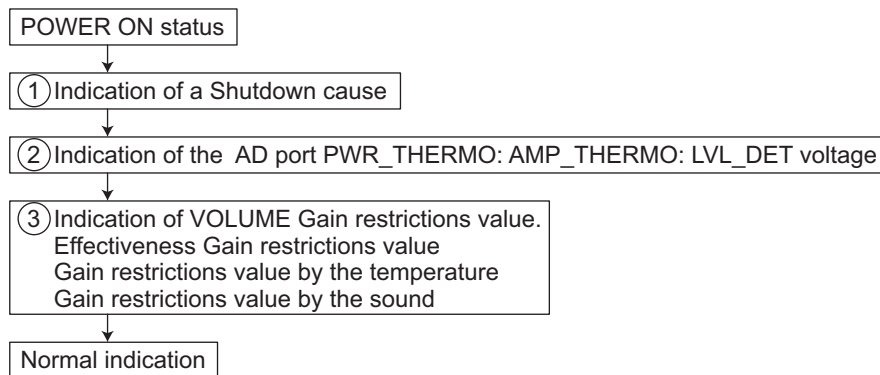 POWER ON status
① Indication of a Shutdown cause
② Indication of the AD port PWR_THERMO: AMP_THERMO: LVL_DET voltage
③ Indication of VOLUME Gain restrictions value.
Effectiveness Gain restrictions value
Gain restrictions value by the temperature
Gain restrictions value by the sound
Normal indication